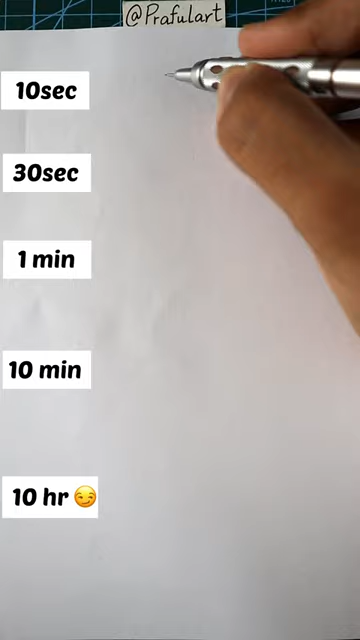 @Prafulart
10sec
30sec
1 min
10 min
10 hr 😏